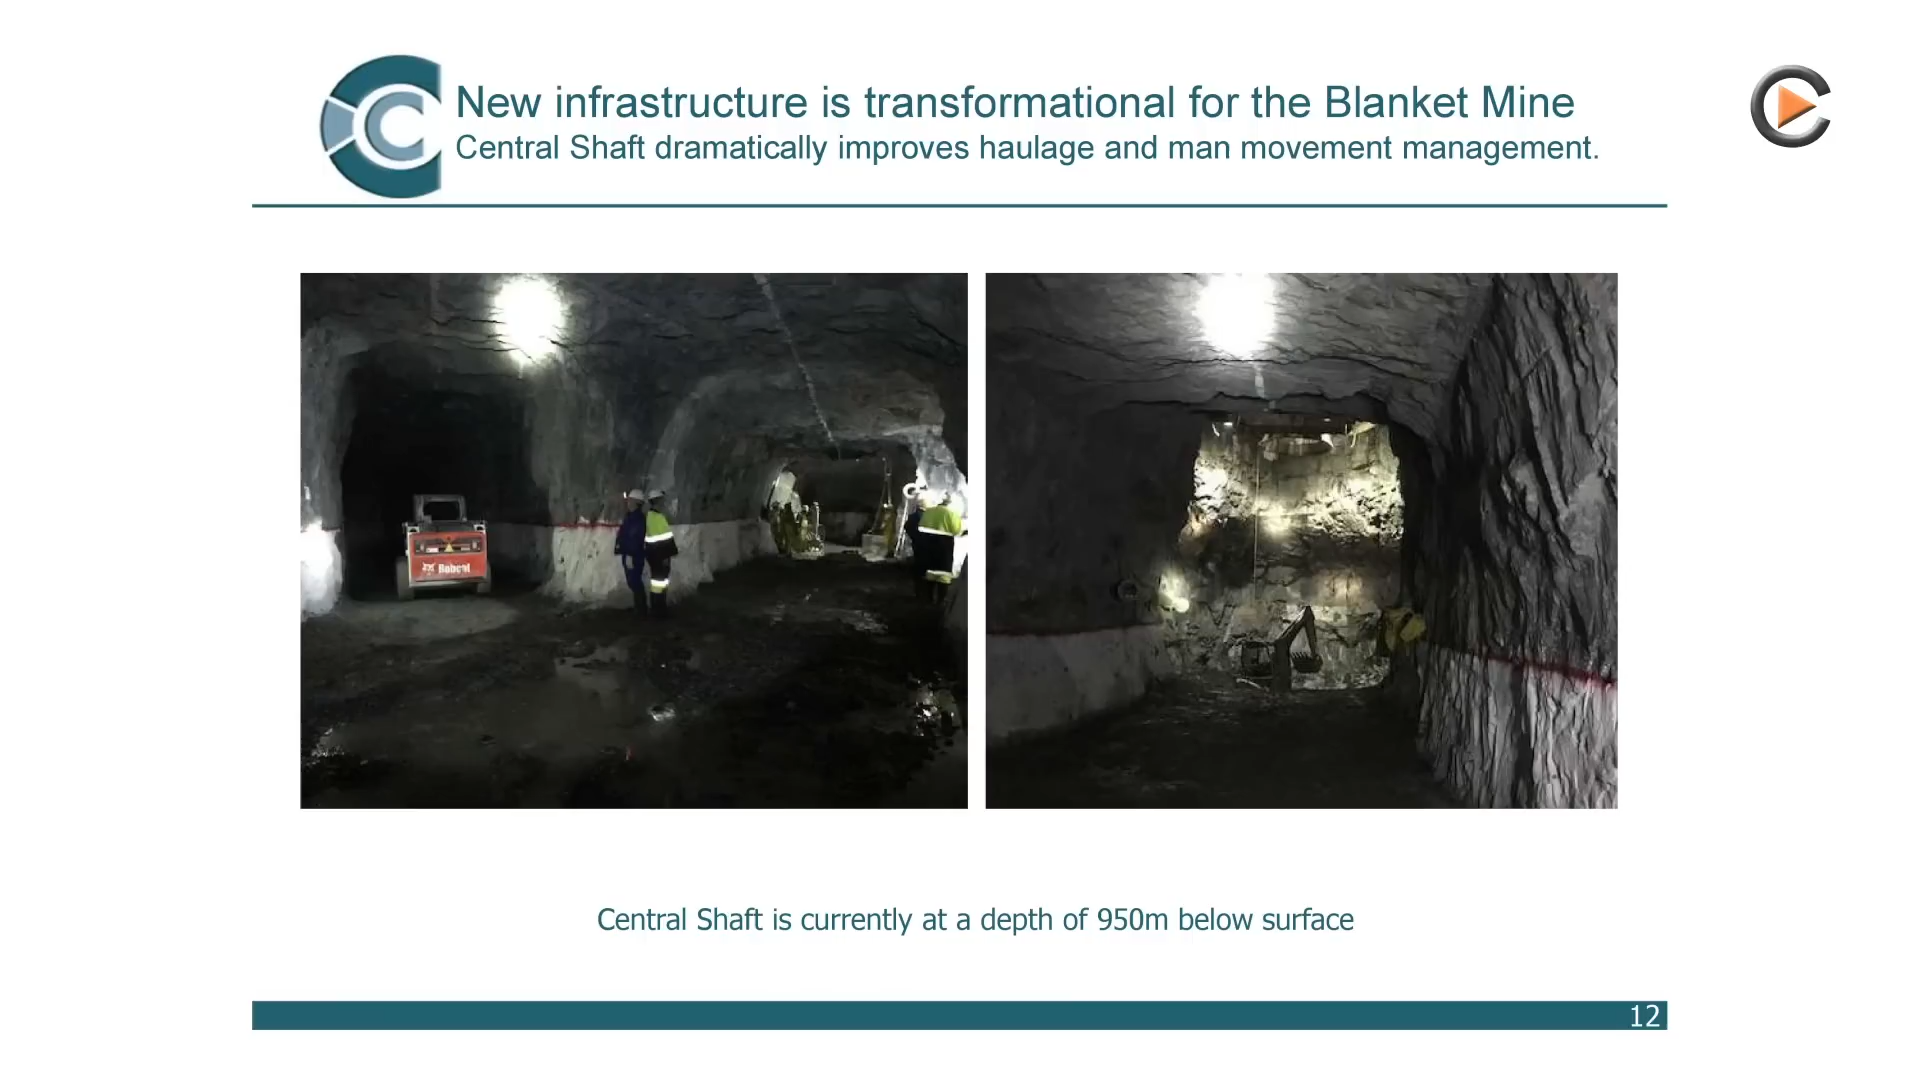 New infrastructure is transformational for the Blanket Mine
Central Shaft dramatically improves haulage and man movement management.
Bobcat
Central Shaft is currently at a depth of 950m below surface
12